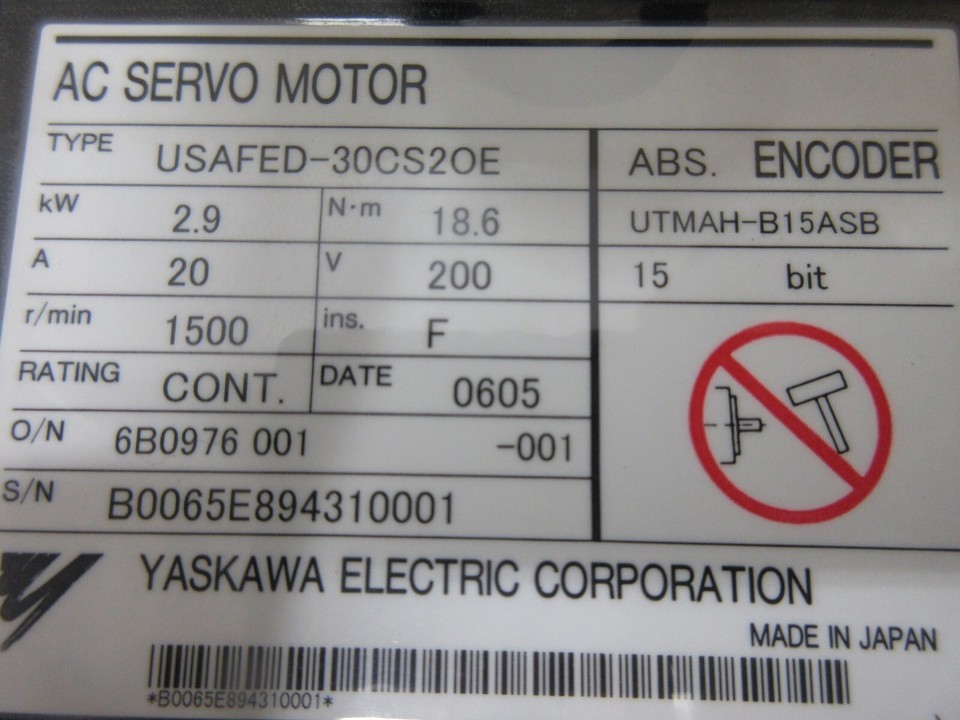 AC SERVO MOTOR
TYPE USAFED-30CS2OE
ABS. ENCODER
kW 2.9 N·m 18.6
UTMAH-B15ASB
A 20 V 200
15 bit
r/min 1500 ins. F
RATING CONT. DATE 0605
O/N 6B0976 001 -001
S/N B0065E894310001
YASKAWA ELECTRIC CORPORATION
MADE IN JAPAN
*B0065E894310001*